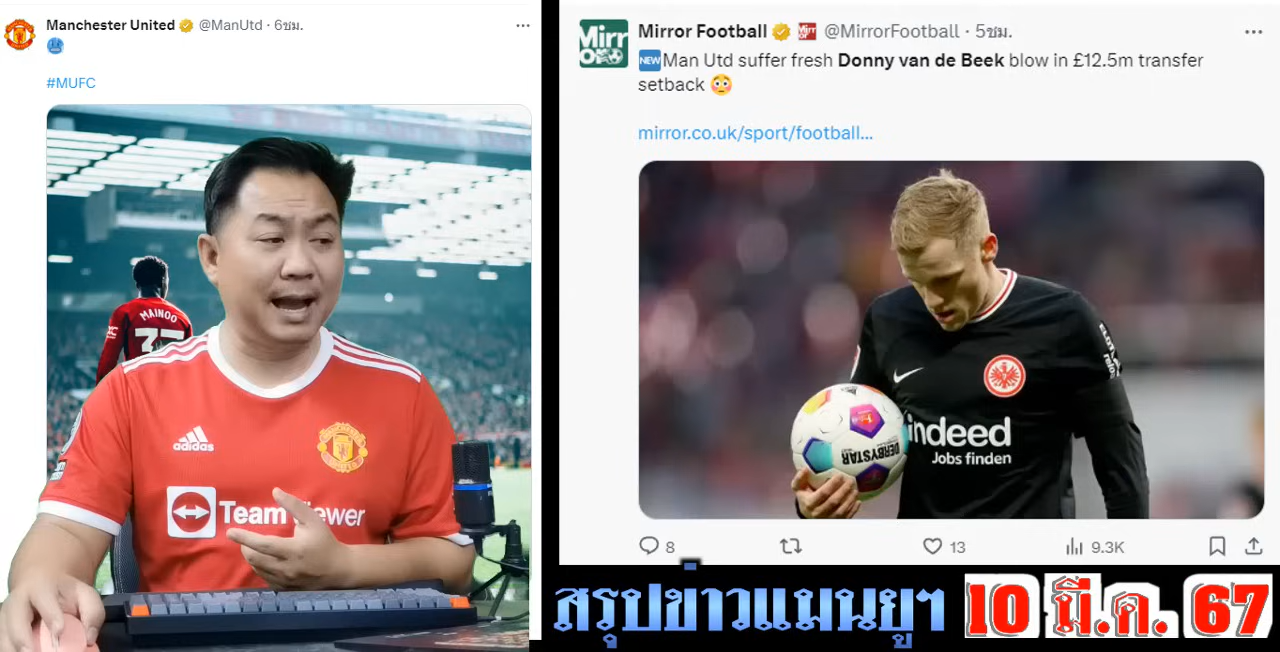 Manchester United @ManUtd · 6ชม.
#MUFC
MAINOO
37
adidas
TeamViewer
Mirror Football @MirrorFootball · 5ชม.
NEW Man Utd suffer fresh Donny van de Beek blow in £12.5m transfer
setback
mirror.co.uk/sport/football...
indeed
Jobs finden
DERBYSTAR
8
13
9.3K
สรุปข่าวแมนยูฯ 10 มี.ค. 67